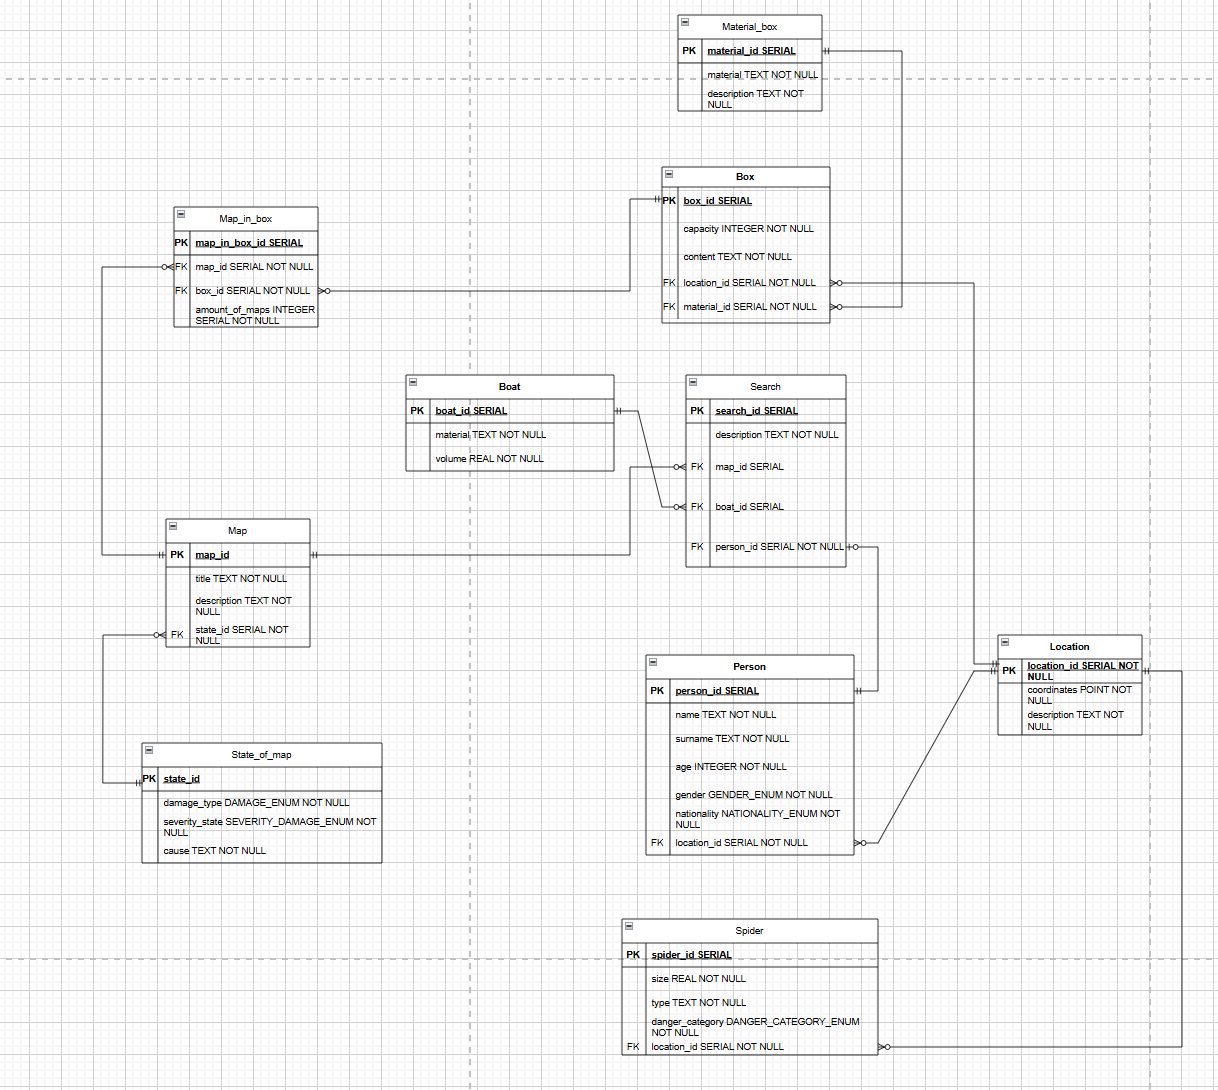 Material_box
PK material_id SERIAL
material TEXT NOT NULL
description TEXT NOT
NULL
Box
PK box_id SERIAL
capacity INTEGER NOT NULL
content TEXT NOT NULL
FK location_id SERIAL NOT NULL
FK material_id SERIAL NOT NULL
Map_in_box
PK map_in_box_id SERIAL
FK map_id SERIAL NOT NULL
FK box_id SERIAL NOT NULL
amount_of_maps INTEGER
SERIAL NOT NULL
Boat
PK boat_id SERIAL
material TEXT NOT NULL
volume REAL NOT NULL
Search
PK search_id SERIAL
description TEXT NOT NULL
FK map_id SERIAL
FK boat_id SERIAL
FK person_id SERIAL NOT NULL
Map
PK map_id
title TEXT NOT NULL
description TEXT NOT
NULL
FK state_id SERIAL NOT
NULL
Location
PK location_id SERIAL NOT
NULL
coordinates POINT NOT
NULL
description TEXT NOT
NULL
Person
PK person_id SERIAL
name TEXT NOT NULL
surname TEXT NOT NULL
age INTEGER NOT NULL
gender GENDER_ENUM NOT NULL
nationality NATIONALITY_ENUM NOT
NULL
FK location_id SERIAL NOT NULL
State_of_map
PK state_id
damage_type DAMAGE_ENUM NOT NULL
severity_state SEVERITY_DAMAGE_ENUM NOT
NULL
cause TEXT NOT NULL
Spider
PK spider_id SERIAL
size REAL NOT NULL
type TEXT NOT NULL
danger_category DANGER_CATEGORY_ENUM
NOT NULL
FK location_id SERIAL NOT NULL